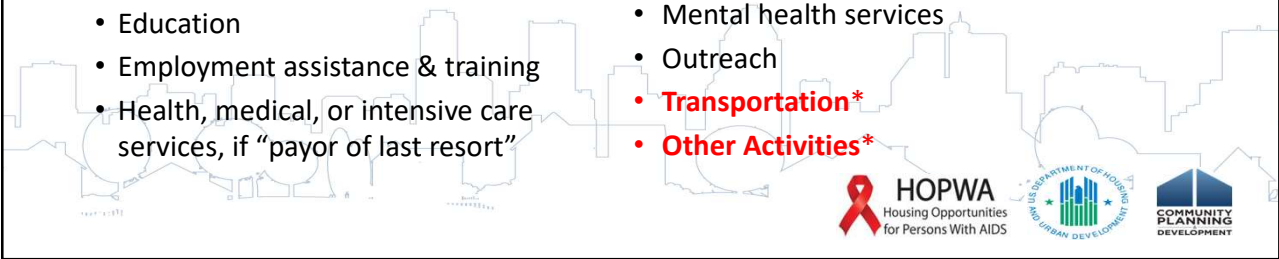 • Education
• Employment assistance & training
• Health, medical, or intensive care
services, if “payor of last resort”
• Mental health services
• Outreach
• Transportation*
• Other Activities*
HOPWA
Housing Opportunities
for Persons With AIDS
U.S. DEPARTMENT OF HOUSING
AND URBAN DEVELOPMENT
COMMUNITY
PLANNING
DEVELOPMENT